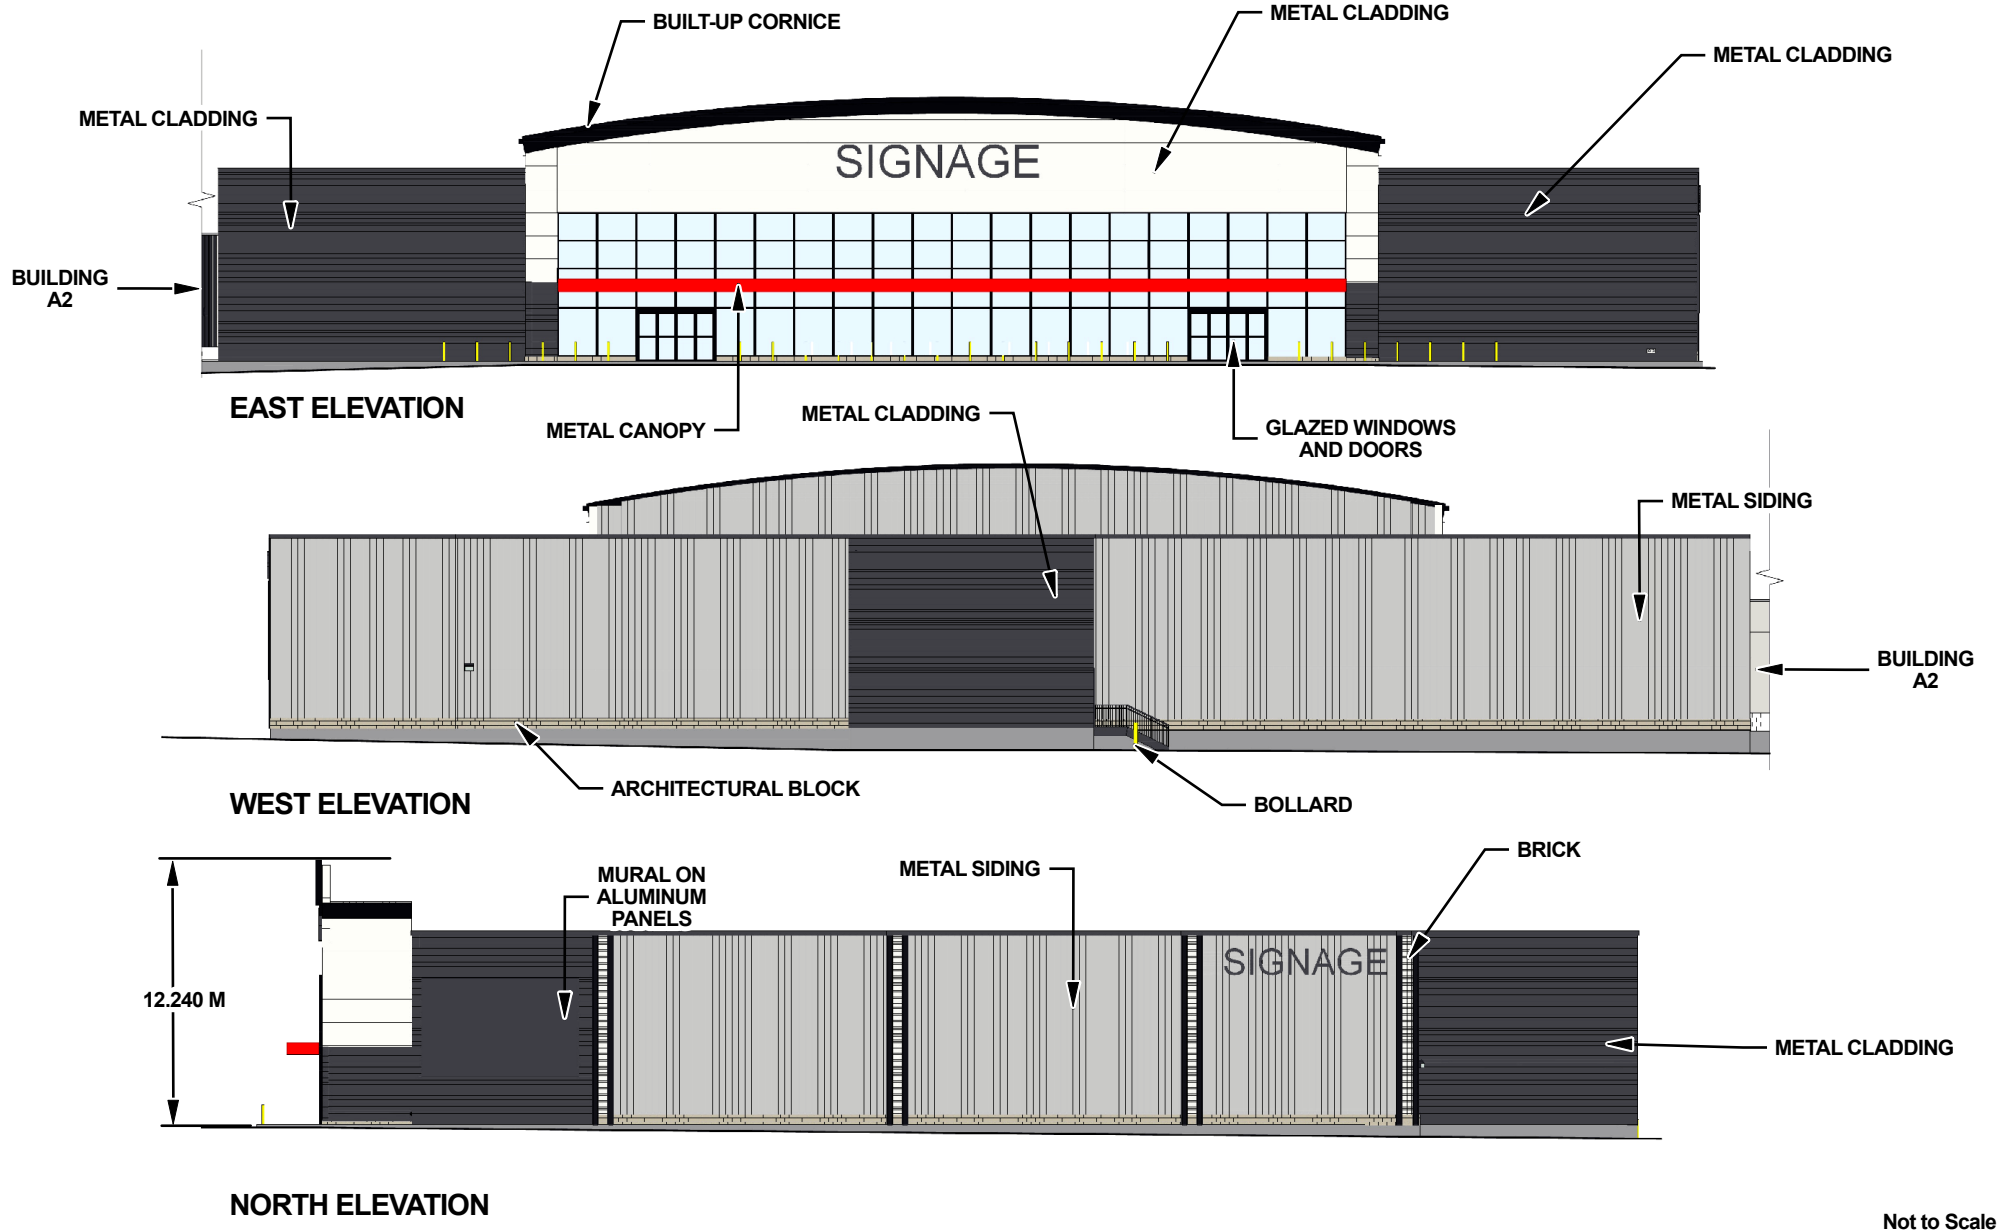 BUILT-UP CORNICE
METAL CLADDING
METAL CLADDING
METAL CLADDING
SIGNAGE
BUILDING
A2
EAST ELEVATION
METAL CANOPY
METAL CLADDING
GLAZED WINDOWS
AND DOORS
METAL SIDING
BUILDING
A2
ARCHITECTURAL BLOCK
BOLLARD
WEST ELEVATION
MURAL ON
ALUMINUM
PANELS
METAL SIDING
BRICK
SIGNAGE
12.240 M
METAL CLADDING
NORTH ELEVATION
Not to Scale